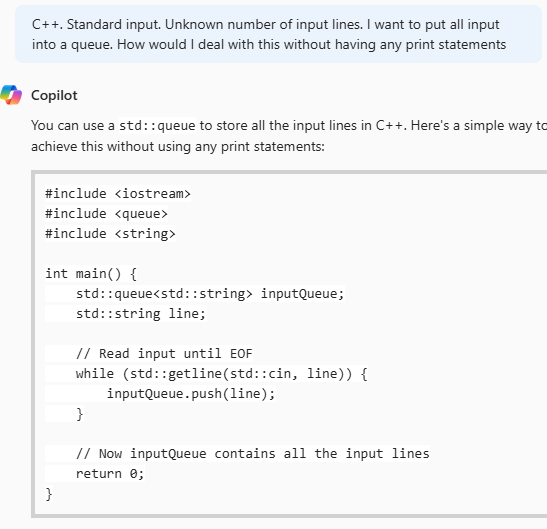 C++. Standard input. Unknown number of input lines. I want to put all input
into a queue. How would I deal with this without having any print statements
Copilot
You can use a std::queue to store all the input lines in C++. Here's a simple way to
achieve this without using any print statements:
#include <iostream>
#include <queue>
#include <string>
int main() {
    std::queue<std::string> inputQueue;
    std::string line;
    // Read input until EOF
    while (std::getline(std::cin, line)) {
        inputQueue.push(line);
    }
    // Now inputQueue contains all the input lines
    return 0;
}